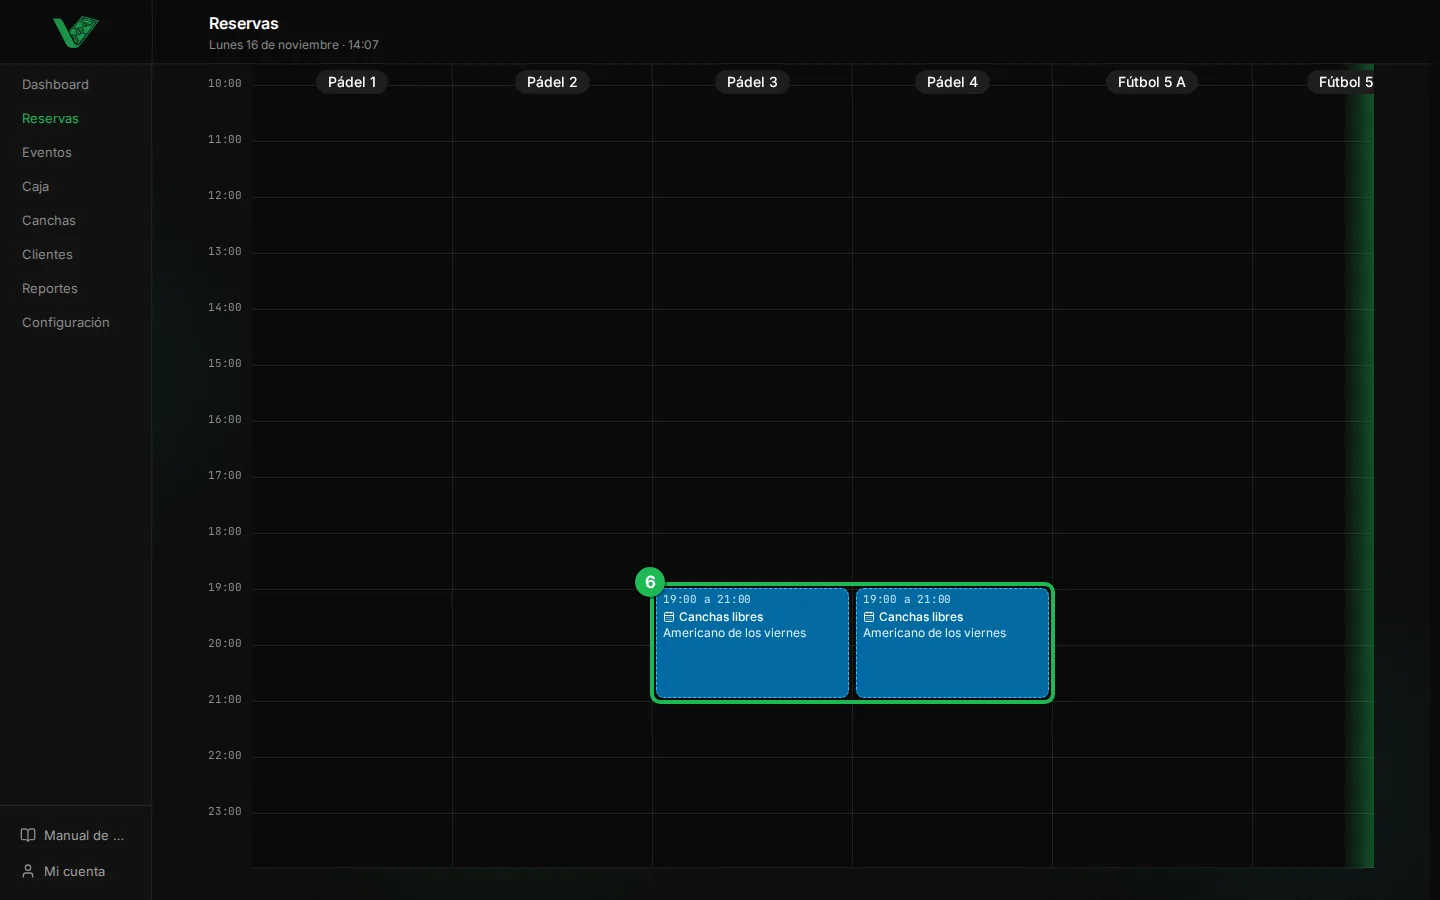 Reservas
Lunes 16 de noviembre · 14:07
Dashboard
Reservas
Eventos
Caja
Canchas
Clientes
Reportes
Configuración
Manual de ...
Mi cuenta
Pádel 1
Pádel 2
Pádel 3
Pádel 4
Fútbol 5 A
Fútbol 5
10:00
11:00
12:00
13:00
14:00
15:00
16:00
17:00
18:00
19:00
20:00
21:00
22:00
23:00
6
19:00 a 21:00
Canchas libres
Americano de los viernes
19:00 a 21:00
Canchas libres
Americano de los viernes